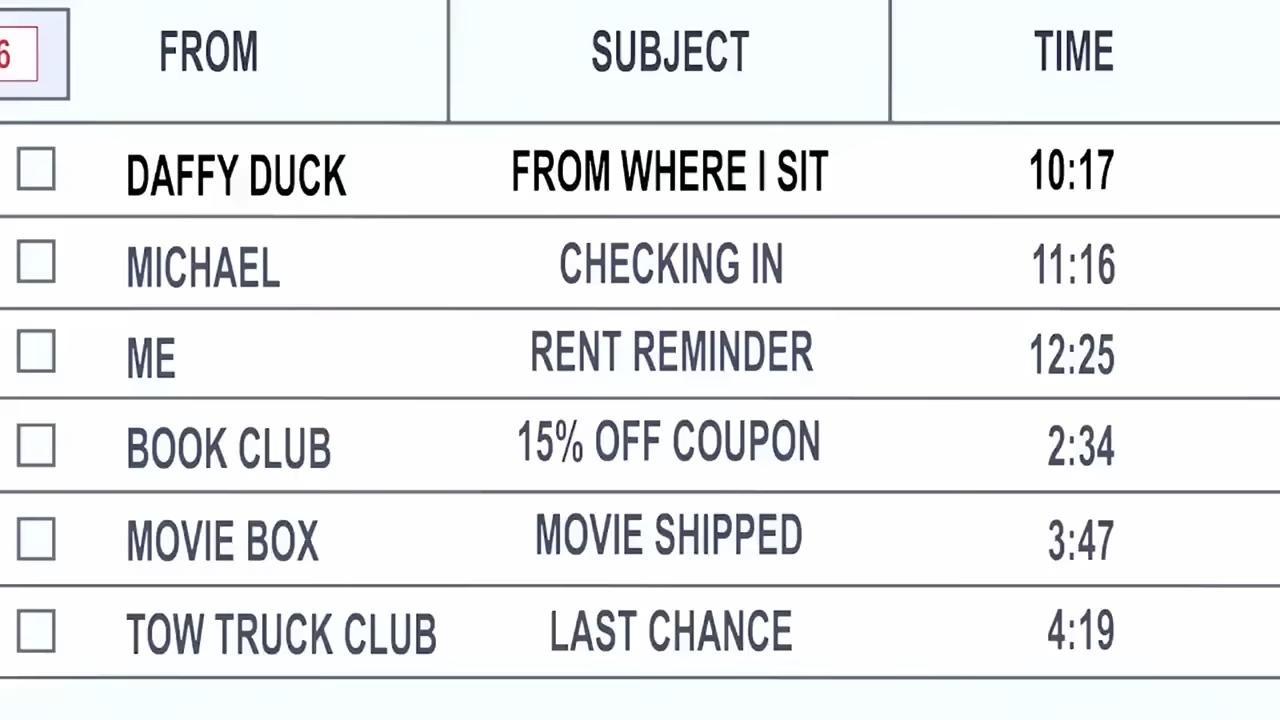 6 FROM SUBJECT TIME
DAFFY DUCK FROM WHERE I SIT 10:17
MICHAEL CHECKING IN 11:16
ME RENT REMINDER 12:25
BOOK CLUB 15% OFF COUPON 2:34
MOVIE BOX MOVIE SHIPPED 3:47
TOW TRUCK CLUB LAST CHANCE 4:19